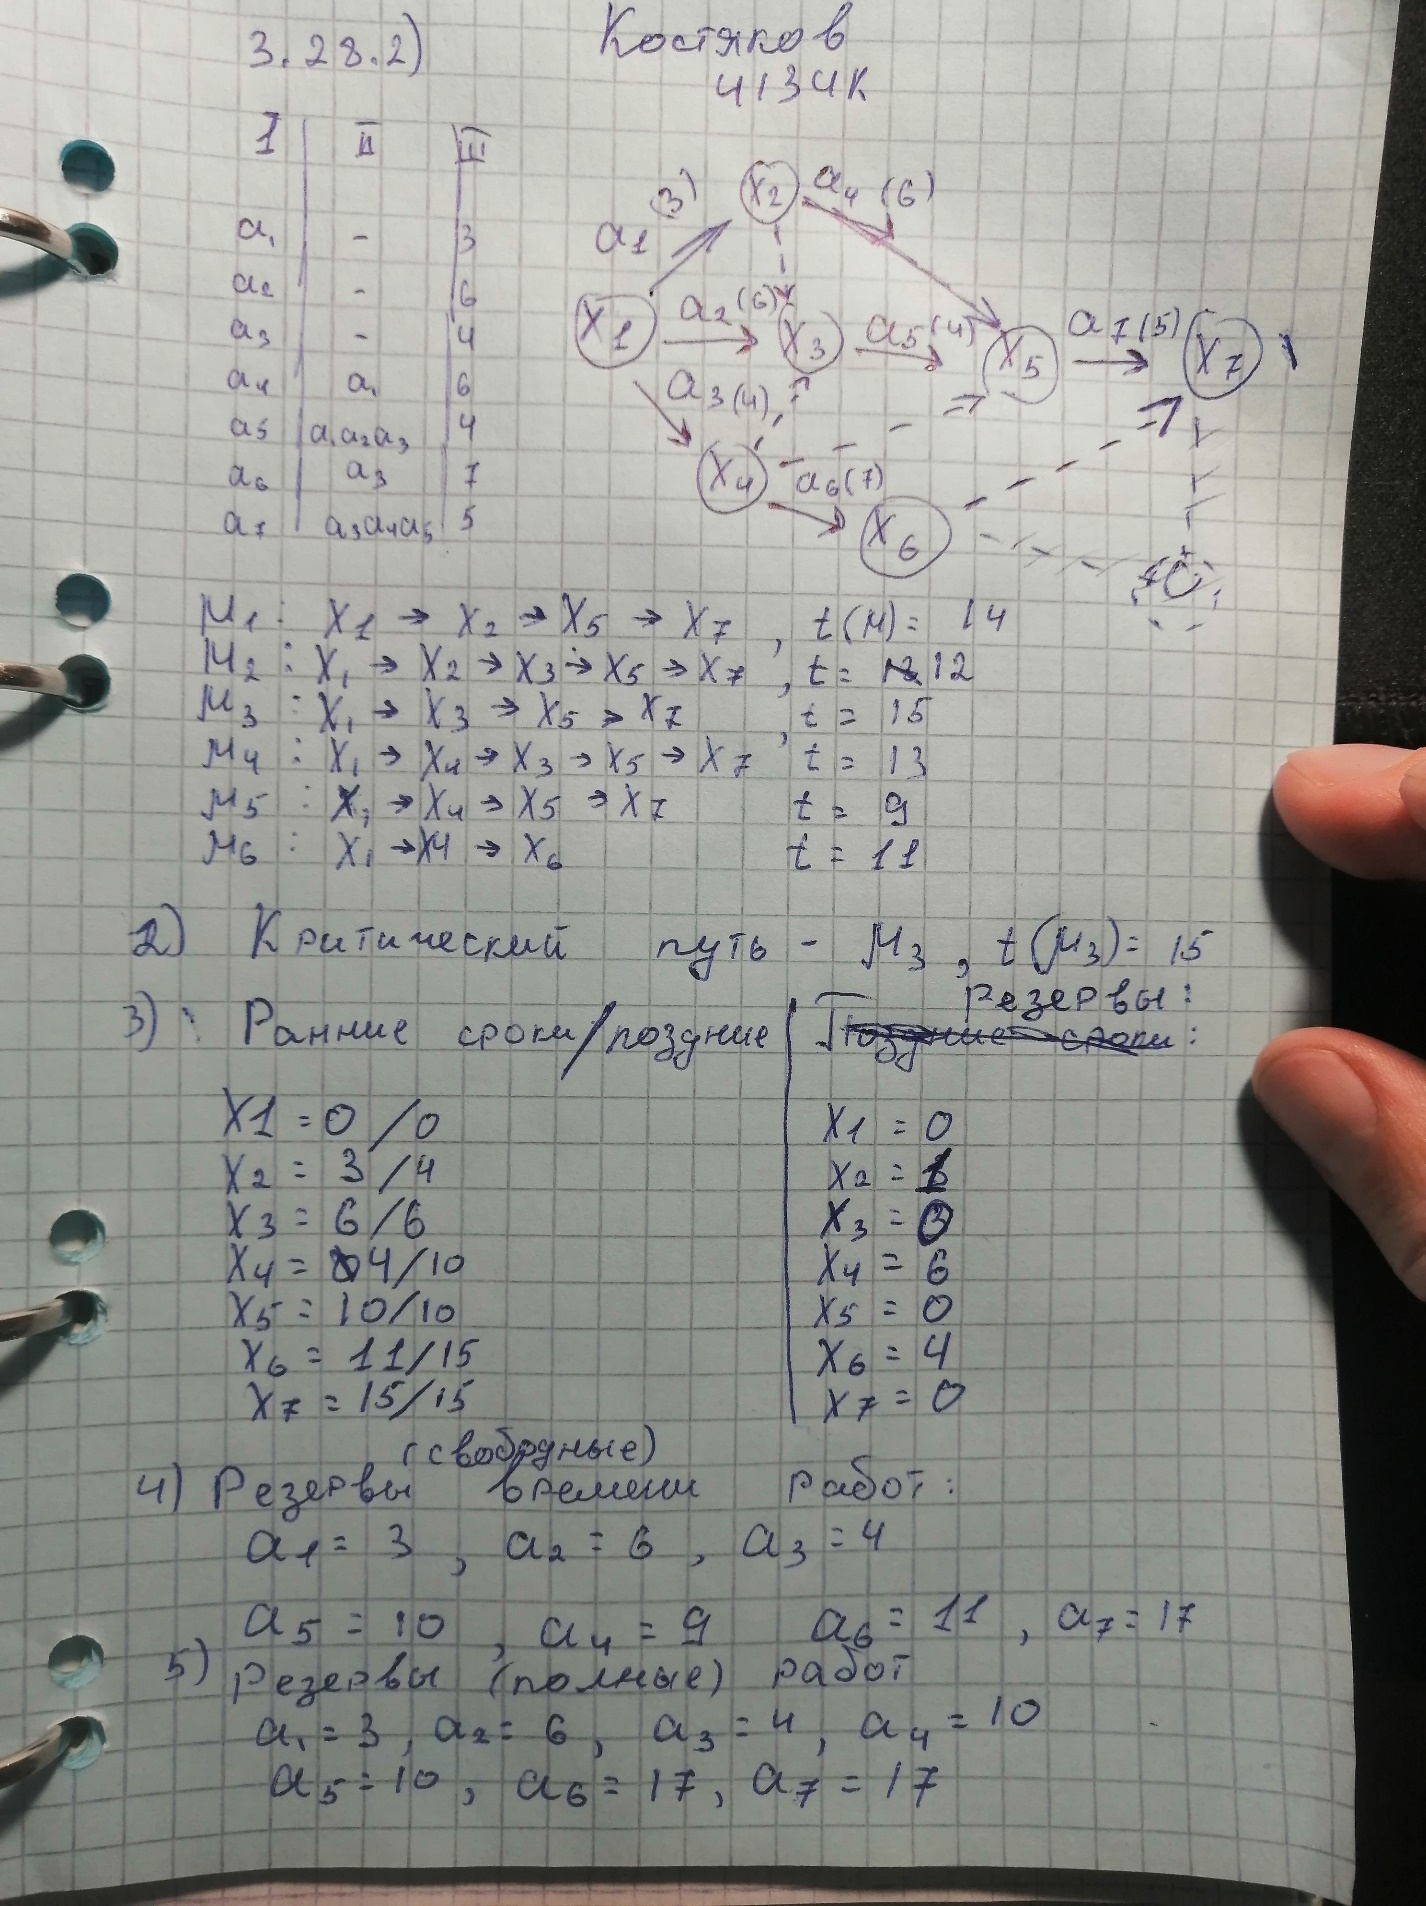 3.28.2) Костяков
4134К
I II III
a1 - 3
a2 - 6
a3 - 4
a4 a1 6
a5 a1a2a3 4
a6 a3 7
a7 a3a4a5 5
a1 (3) X2 a4 (6)
X1 a2(6) X3 a5(4) X5 a7(5) X7
a3(4)
X4 a6(7)
X6
M1 : X1 → X2 → X5 → X7 , t(M) = 14
M2 : X1 → X2 → X3 → X5 → X7 , t = 12
M3 : X1 → X3 → X5 → X7 , t = 15
M4 : X1 → X4 → X3 → X5 → X7 t = 13
M5 : X1 → X4 → X5 → X7 t = 9
M6 : X1 → X4 → X6 t = 11
2) Критический путь - M3 , t(M3) = 15
3) Ранние сроки/поздние Резервы:
X1 = 0 / 0 X1 = 0
X2 = 3 / 4 X2 = 1
X3 = 6 / 6 X3 = 0
X4 = 4/10 X4 = 6
X5 = 10/10 X5 = 0
X6 = 11/15 X6 = 4
X7 = 15/15 X7 = 0
(свободные)
4) Резервы времени работ:
a1 = 3 , a2 = 6 , a3 = 4
a5 = 10 , a4 = 9 a6 = 11 , a7 = 17
5) Резервы (полные) работ
a1 = 3 , a2 = 6 , a3 = 4 , a4 = 10
a5 = 10 , a6 = 17 , a7 = 17